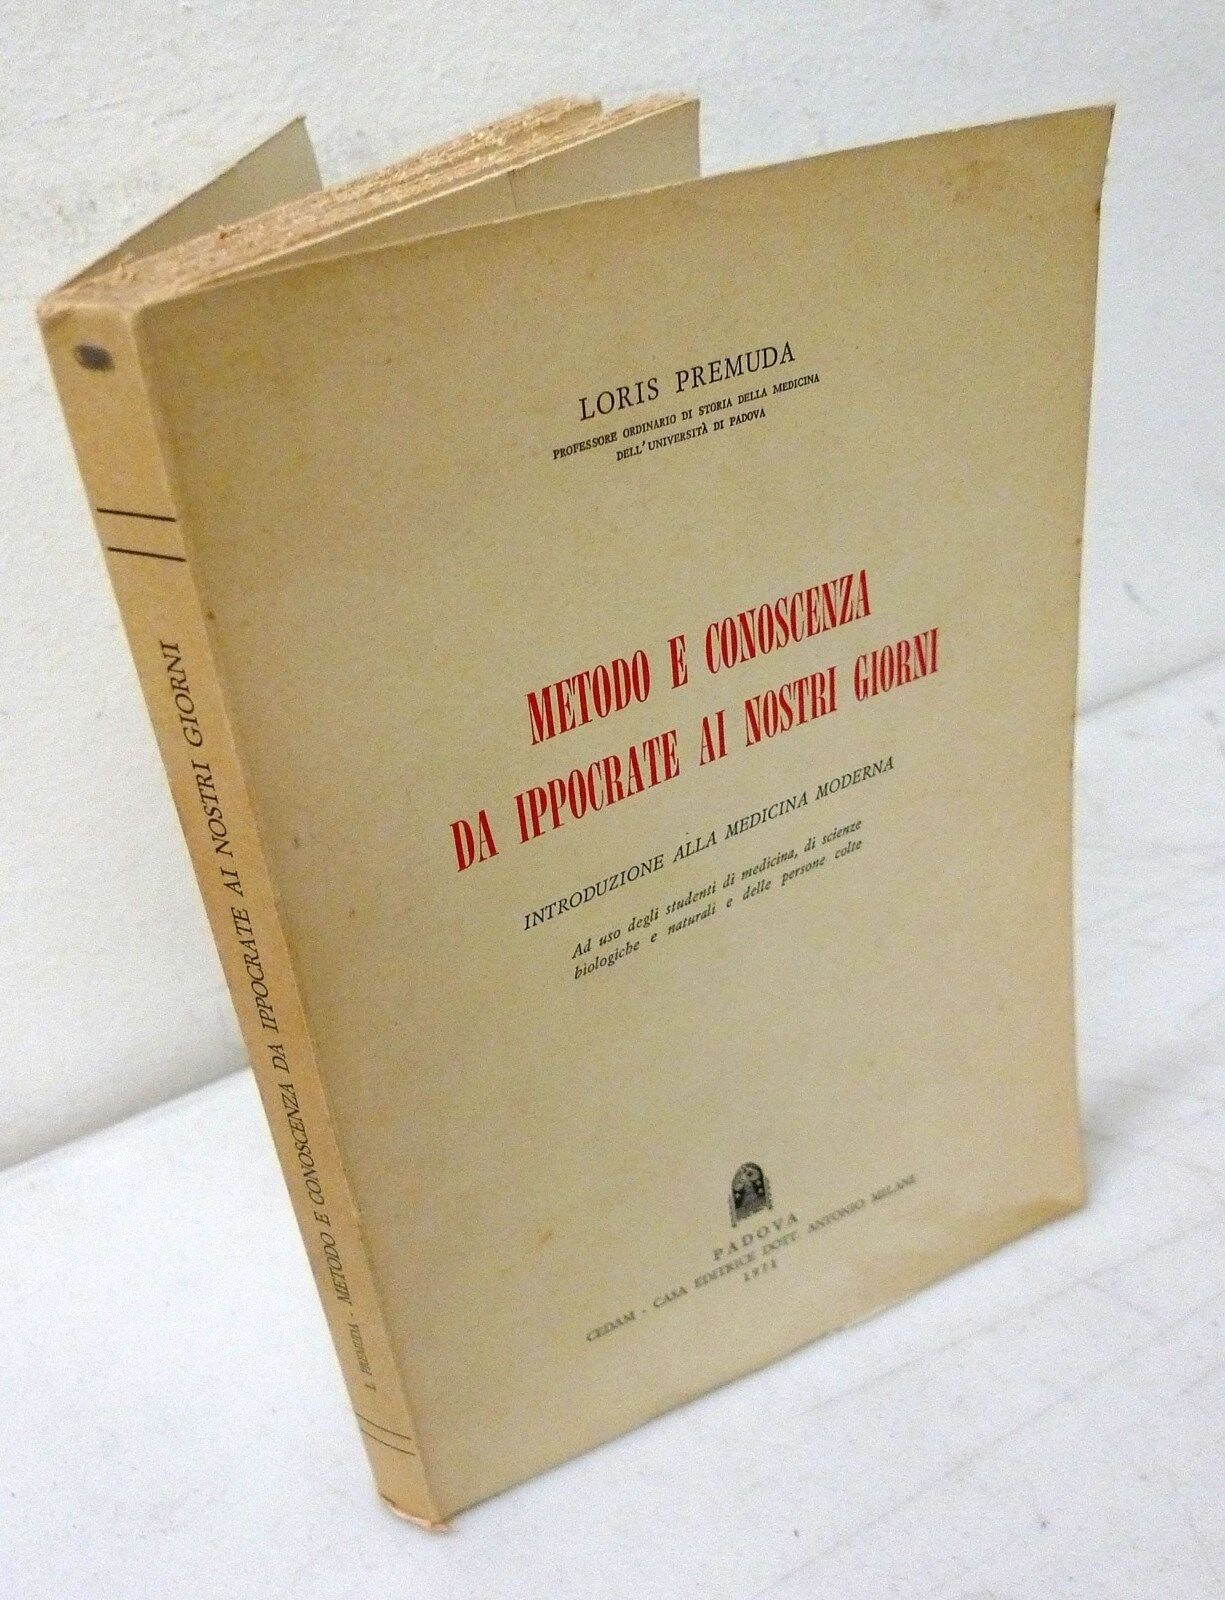 LORIS PREMUDA
PROFESSORE ORDINARIO DI STORIA DELLA MEDICINA
DELL'UNIVERSITÀ DI PADOVA
METODO E CONOSCENZA
DA IPPOCRATE AI NOSTRI GIORNI
INTRODUZIONE ALLA MEDICINA MODERNA
Ad uso degli studenti di medicina, di scienze
biologiche e naturali e delle persone colte
PADOVA
CEDAM - CASA EDITRICE DOTT. ANTONIO MILANI
1971
L. PREMUDA - METODO E CONOSCENZA DA IPPOCRATE AI NOSTRI GIORNI